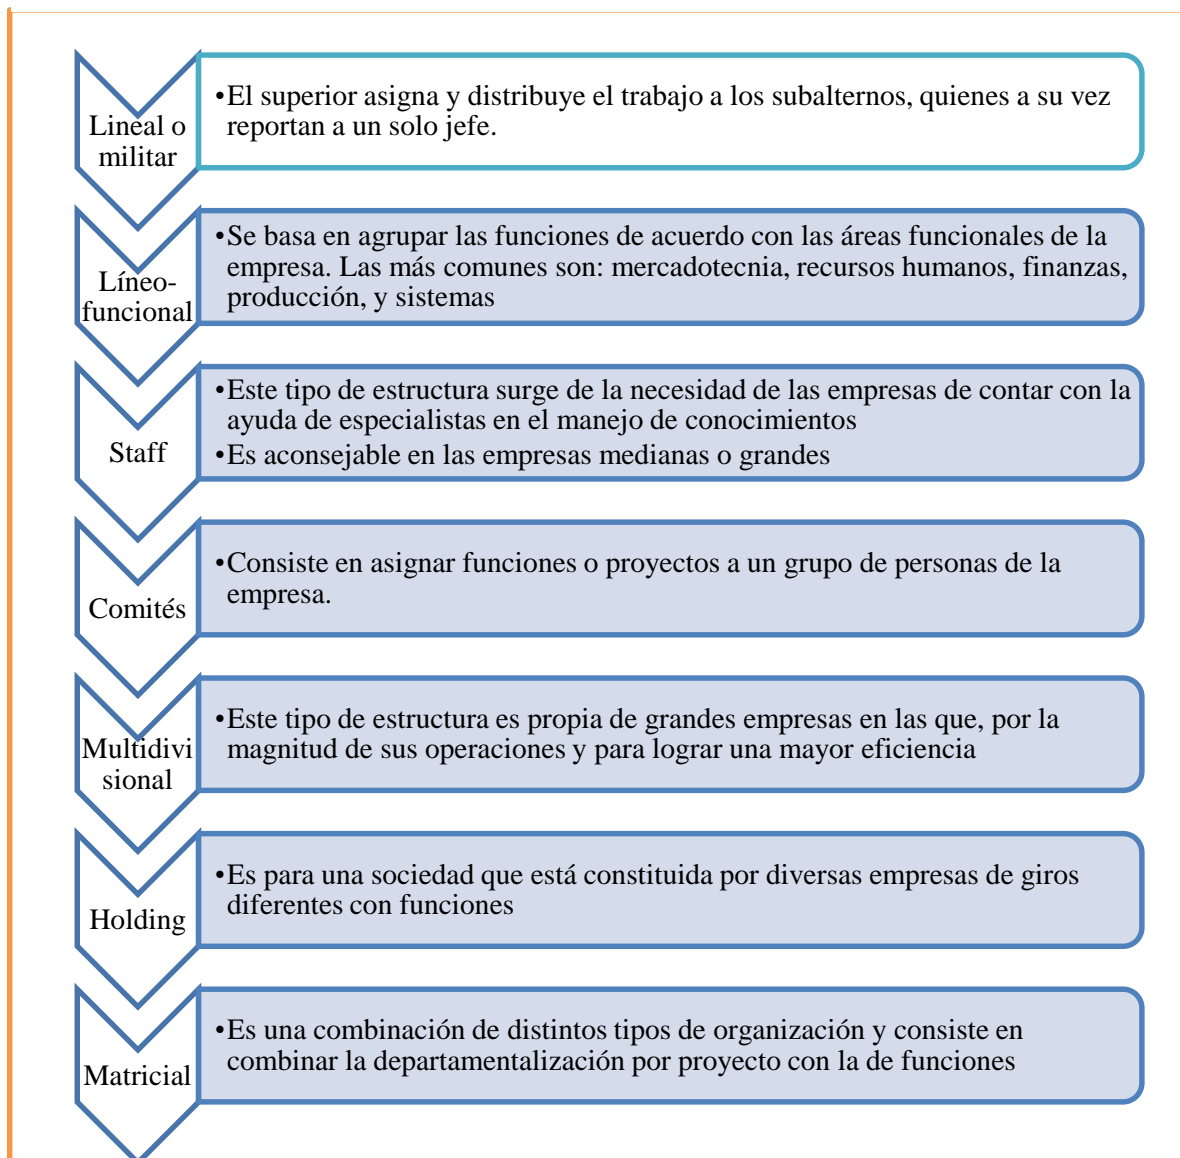 Lineal o
militar
•El superior asigna y distribuye el trabajo a los subalternos, quienes a su vez
reportan a un solo jefe.
Líneo-
funcional
•Se basa en agrupar las funciones de acuerdo con las áreas funcionales de la
empresa. Las más comunes son: mercadotecnia, recursos humanos, finanzas,
producción, y sistemas
Staff
•Este tipo de estructura surge de la necesidad de las empresas de contar con la
ayuda de especialistas en el manejo de conocimientos
•Es aconsejable en las empresas medianas o grandes
Comités
•Consiste en asignar funciones o proyectos a un grupo de personas de la
empresa.
Multidivi
sional
•Este tipo de estructura es propia de grandes empresas en las que, por la
magnitud de sus operaciones y para lograr una mayor eficiencia
Holding
•Es para una sociedad que está constituida por diversas empresas de giros
diferentes con funciones
Matricial
•Es una combinación de distintos tipos de organización y consiste en
combinar la departamentalización por proyecto con la de funciones